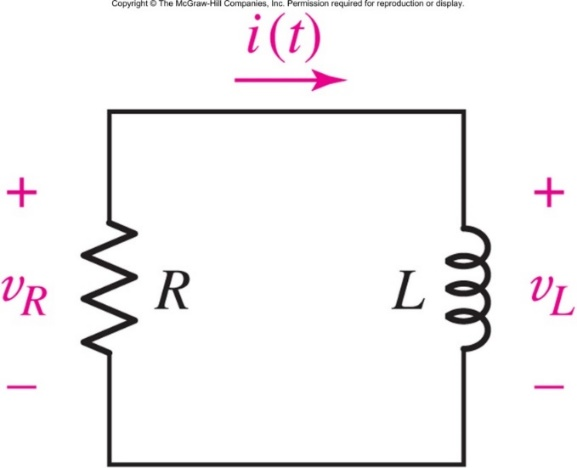 Copyright © The McGraw-Hill Companies, Inc. Permission required for reproduction or display.
i(t)
+ +
v_R R L v_L
− −